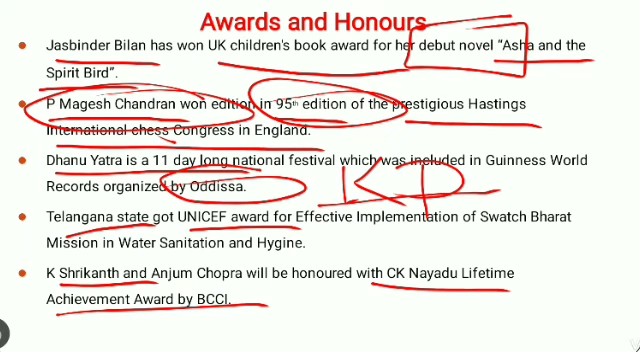 Awards and Honours
Jasbinder Bilan has won UK children's book award for her debut novel “Asha and the
Spirit Bird”.
P Magesh Chandran won edition in 95th edition of the prestigious Hastings
International chess Congress in England.
Dhanu Yatra is a 11 day long national festival which was included in Guinness World
Records organized by Oddissa.
KP
Telangana state got UNICEF award for Effective Implementation of Swatch Bharat
Mission in Water Sanitation and Hygine.
K Shrikanth and Anjum Chopra will be honoured with CK Nayadu Lifetime
Achievement Award by BCCI.